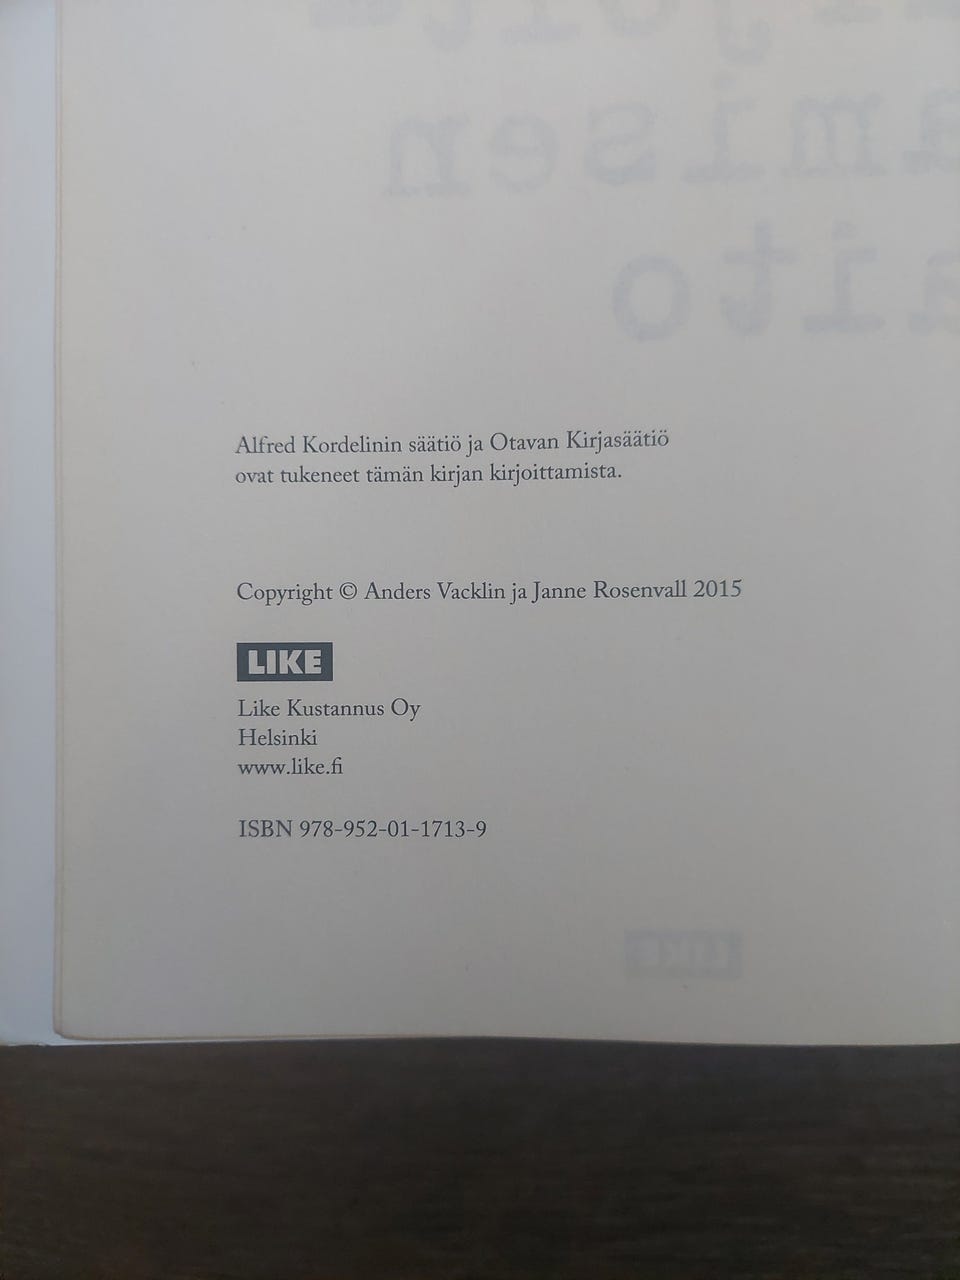 Alfred Kordelinin säätiö ja Otavan Kirjasäätiö
ovat tukeneet tämän kirjan kirjoittamista.
Copyright © Anders Vacklin ja Janne Rosenvall 2015
LIKE
Like Kustannus Oy
Helsinki
www.like.fi
ISBN 978-952-01-1713-9
LIKE